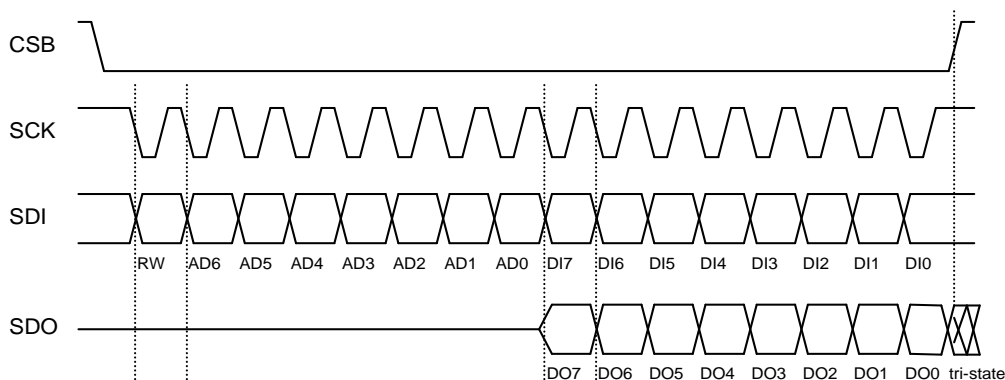 CSB
SCK
SDI
RW AD6 AD5 AD4 AD3 AD2 AD1 AD0 DI7 DI6 DI5 DI4 DI3 DI2 DI1 DI0
SDO
DO7 DO6 DO5 DO4 DO3 DO2 DO1 DO0 tri-state